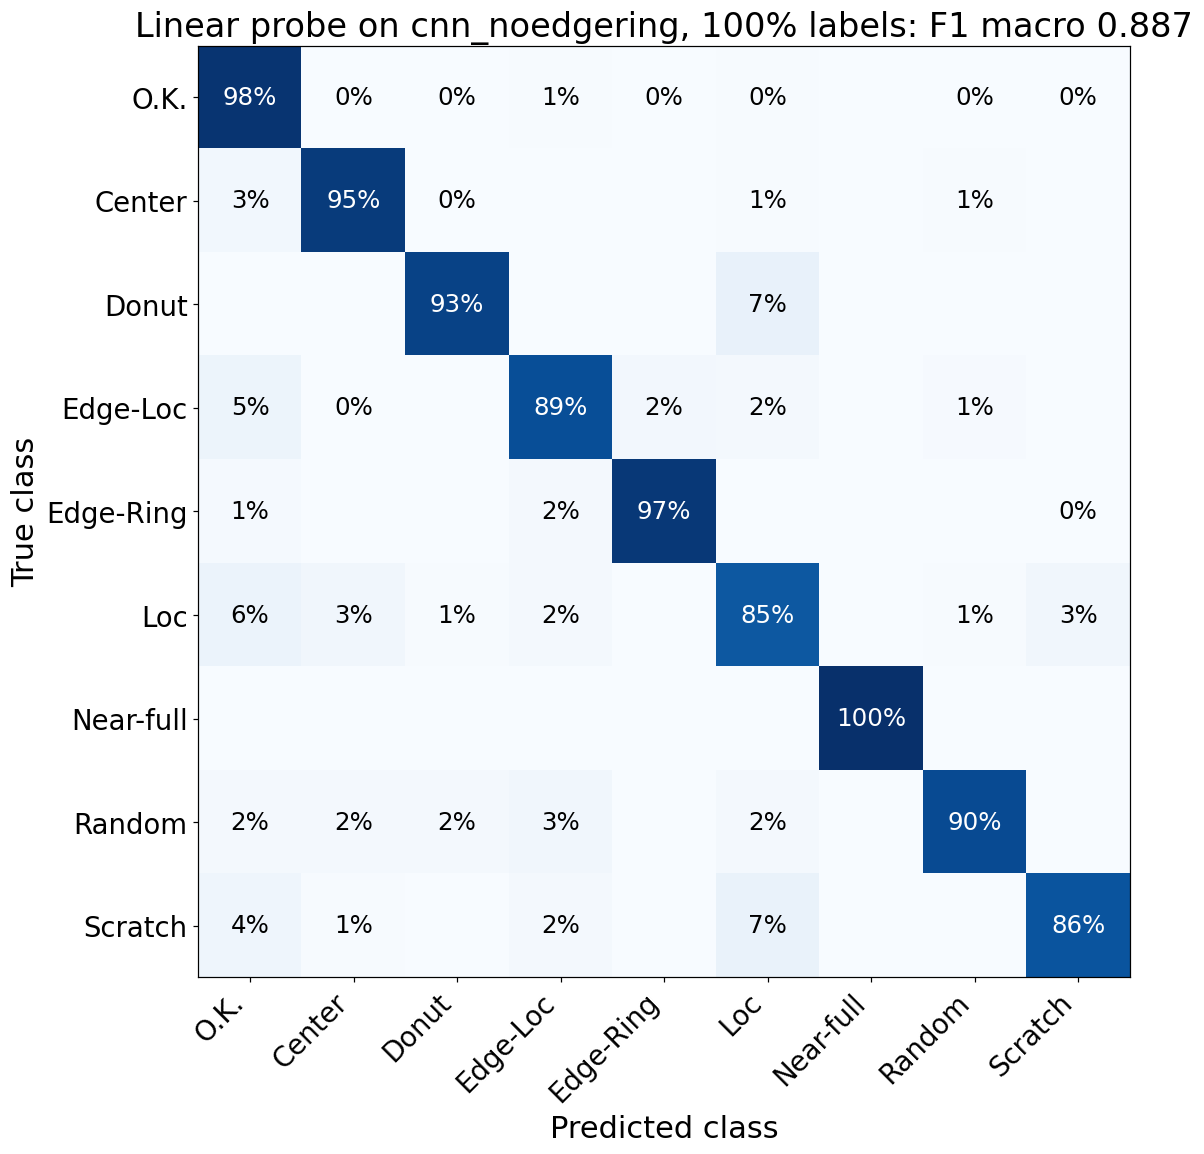 Linear probe on cnn_noedgering, 100% labels: F1 macro 0.887
O.K. 98% 0% 0% 1% 0% 0% 0% 0%
Center 3% 95% 0% 1% 1%
Donut 93% 7%
Edge-Loc 5% 0% 89% 2% 2% 1%
Edge-Ring 1% 2% 97% 0%
Loc 6% 3% 1% 2% 85% 1% 3%
Near-full 100%
Random 2% 2% 2% 3% 2% 90%
Scratch 4% 1% 2% 7% 86%
True class
O.K. Center Donut Edge-Loc Edge-Ring Loc Near-full Random Scratch
Predicted class